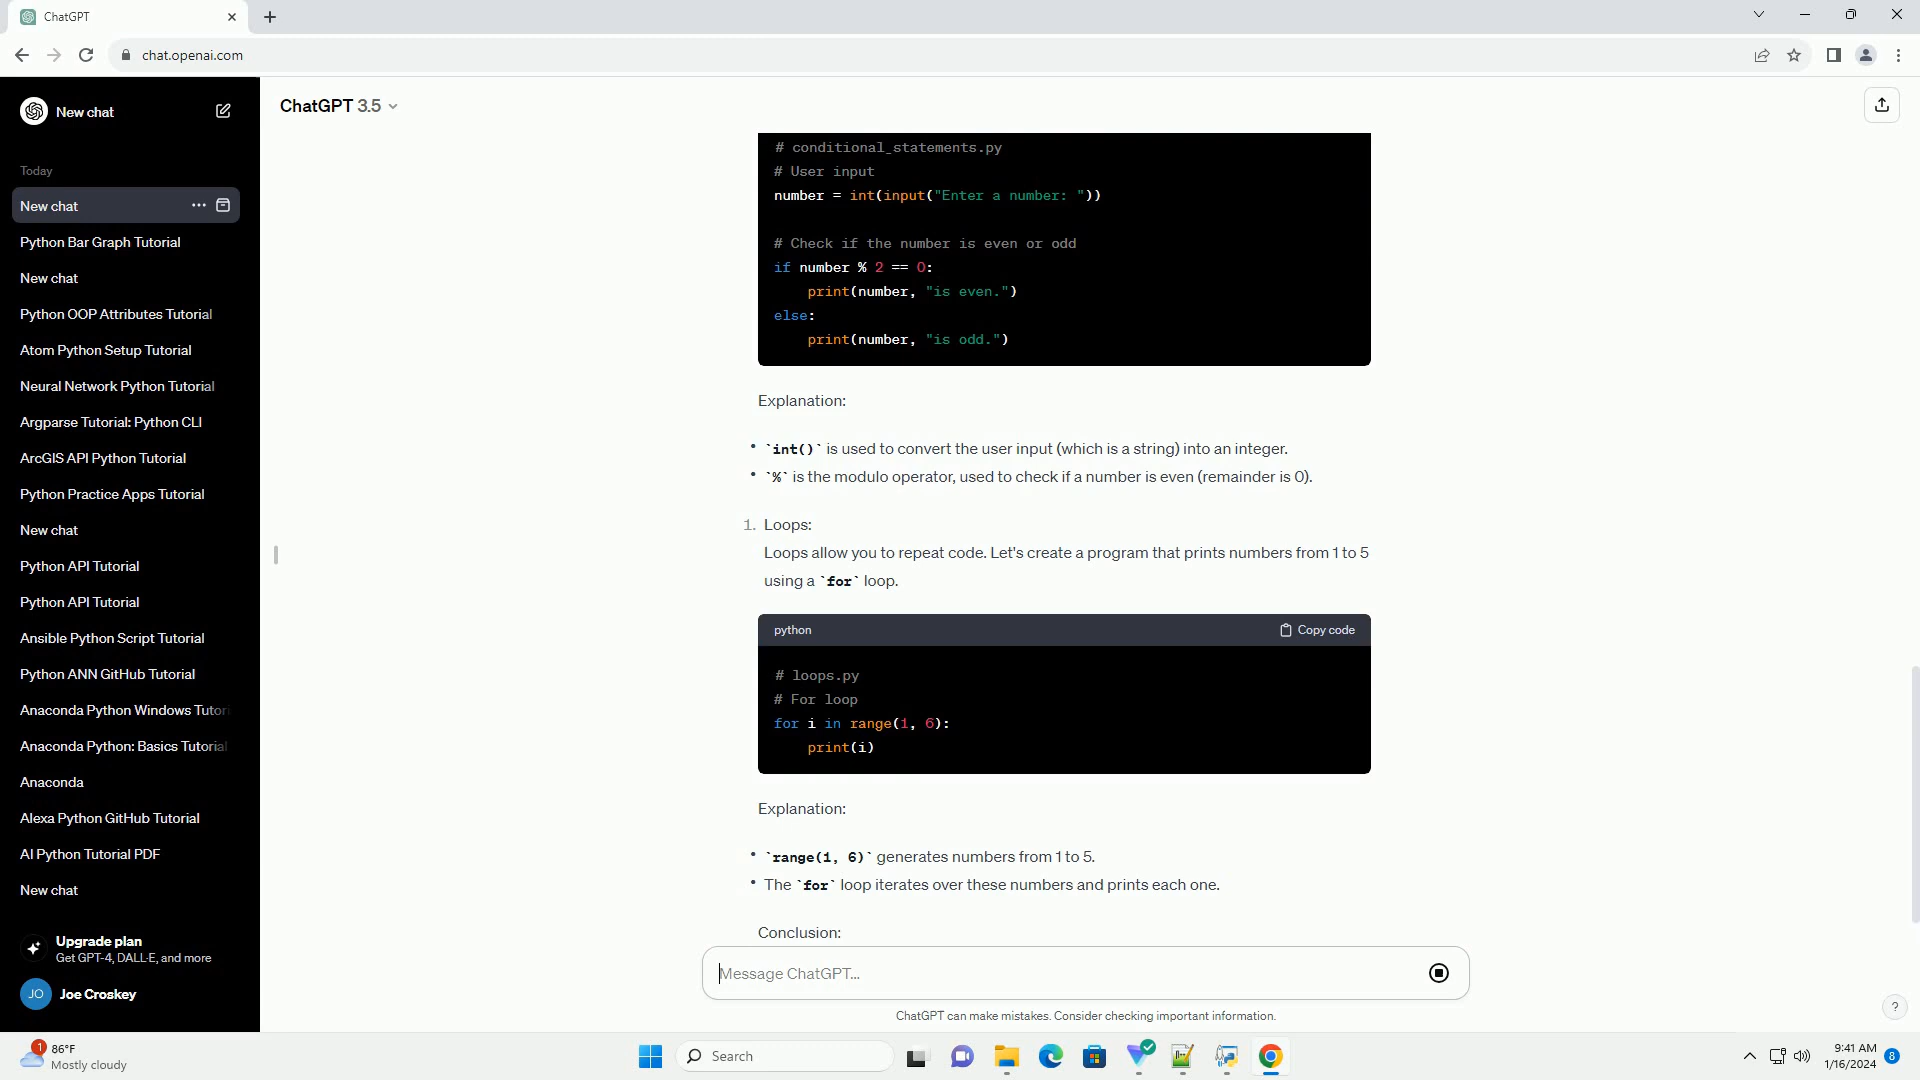 ChatGPT
chat.openai.com
New chat
Today
New chat
Python Bar Graph Tutorial
New chat
Python OOP Attributes Tutorial
Atom Python Setup Tutorial
Neural Network Python Tutorial
Argparse Tutorial: Python CLI
ArcGIS API Python Tutorial
Python Practice Apps Tutorial
New chat
Python API Tutorial
Python API Tutorial
Ansible Python Script Tutorial
Python ANN GitHub Tutorial
Anaconda Python Windows Tutori
Anaconda Python: Basics Tutorial
Anaconda
Alexa Python GitHub Tutorial
AI Python Tutorial PDF
New chat
Upgrade plan
Get GPT-4, DALL·E, and more
JO Joe Croskey
ChatGPT 3.5
# conditional_statements.py
# User input
number = int(input("Enter a number: "))
# Check if the number is even or odd
if number % 2 == 0:
    print(number, "is even.")
else:
    print(number, "is odd.")
Explanation:
• `int()` is used to convert the user input (which is a string) into an integer.
• `%` is the modulo operator, used to check if a number is even (remainder is 0).
1. Loops:
Loops allow you to repeat code. Let's create a program that prints numbers from 1 to 5
using a `for` loop.
python Copy code
# loops.py
# For loop
for i in range(1, 6):
    print(i)
Explanation:
• `range(1, 6)` generates numbers from 1 to 5.
• The `for` loop iterates over these numbers and prints each one.
Conclusion:
Message ChatGPT...
ChatGPT can make mistakes. Consider checking important information.
?
1
86°F
Mostly cloudy
Search
9:41 AM
1/16/2024
8